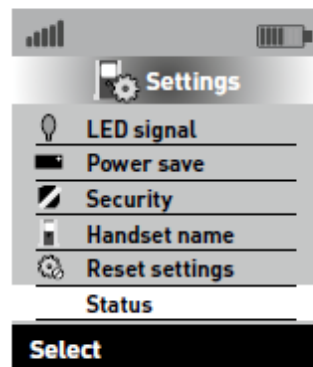 Settings
LED signal
Power save
Security
Handset name
Reset settings
Status
Select